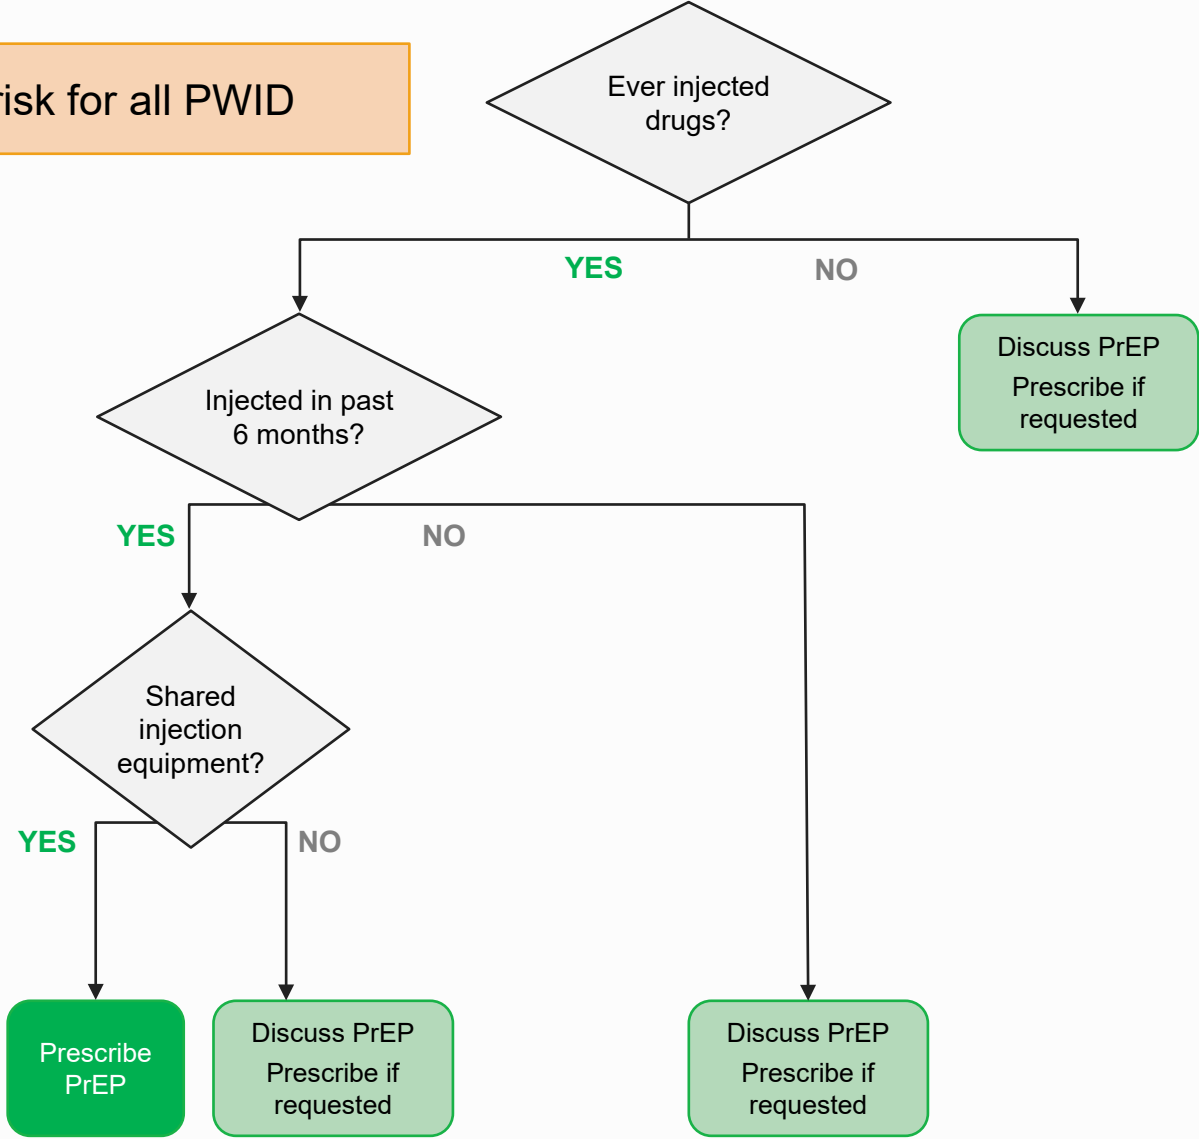 risk for all PWID
Ever injected
drugs?
YES
NO
Discuss PrEP
Prescribe if
requested
Injected in past
6 months?
YES
NO
Shared
injection
equipment?
YES
NO
Prescribe
PrEP
Discuss PrEP
Prescribe if
requested
Discuss PrEP
Prescribe if
requested